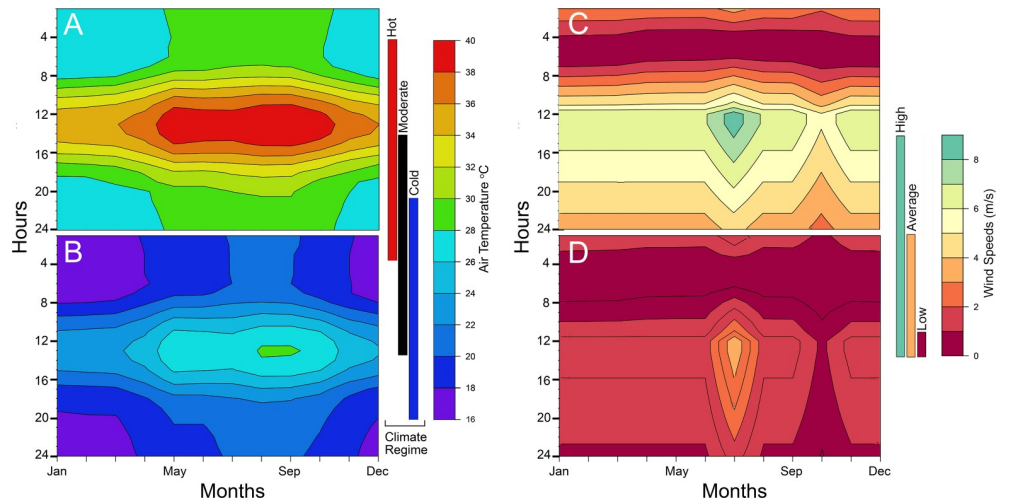 A
4
8
12
16
20
24
Hours
B
4
8
12
16
20
24
Jan
May
Sep
Dec
Months
Hot
Moderate
Cold
Climate
Regime
40
38
36
34
32
30
28
26
24
22
20
18
16
Air Temperature °C
C
4
8
12
16
20
24
Hours
D
4
8
12
16
20
24
Jan
May
Sep
Dec
Months
High
Average
Low
8
6
4
2
0
Wind Speeds (m/s)